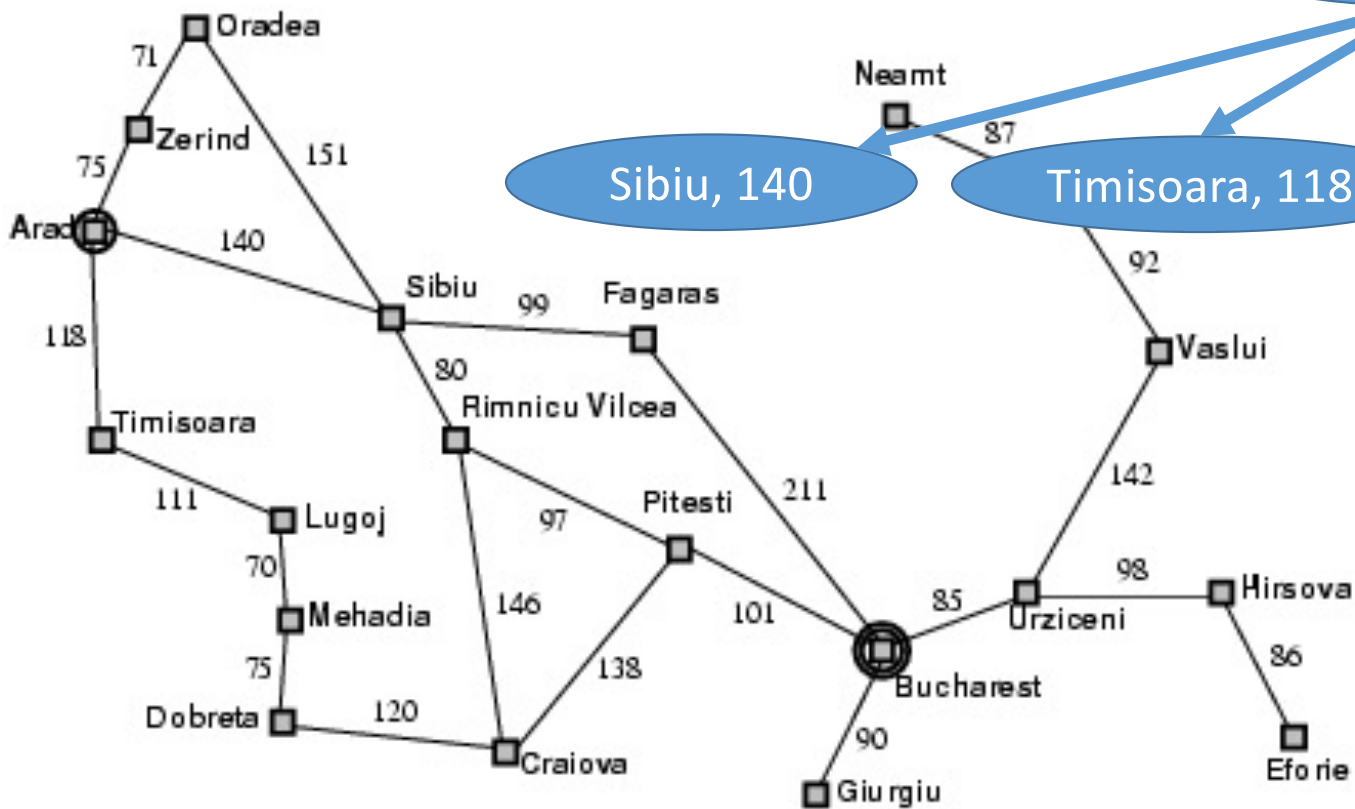 Oradea
71
Neamt
87
Zerind
151
75
Sibiu, 140
Timisoara, 118
Arad
140
92
Sibiu
99
Fagaras
118
Vaslui
80
Timisoara
Rimnicu Vilcea
111
142
211
Pitesti
Lugoj
97
70
98
Hirsova
146
101
85
Mehadia
Urziceni
138
86
75
Bucharest
Dobreta
120
90
Craiova
Eforie
Giurgiu